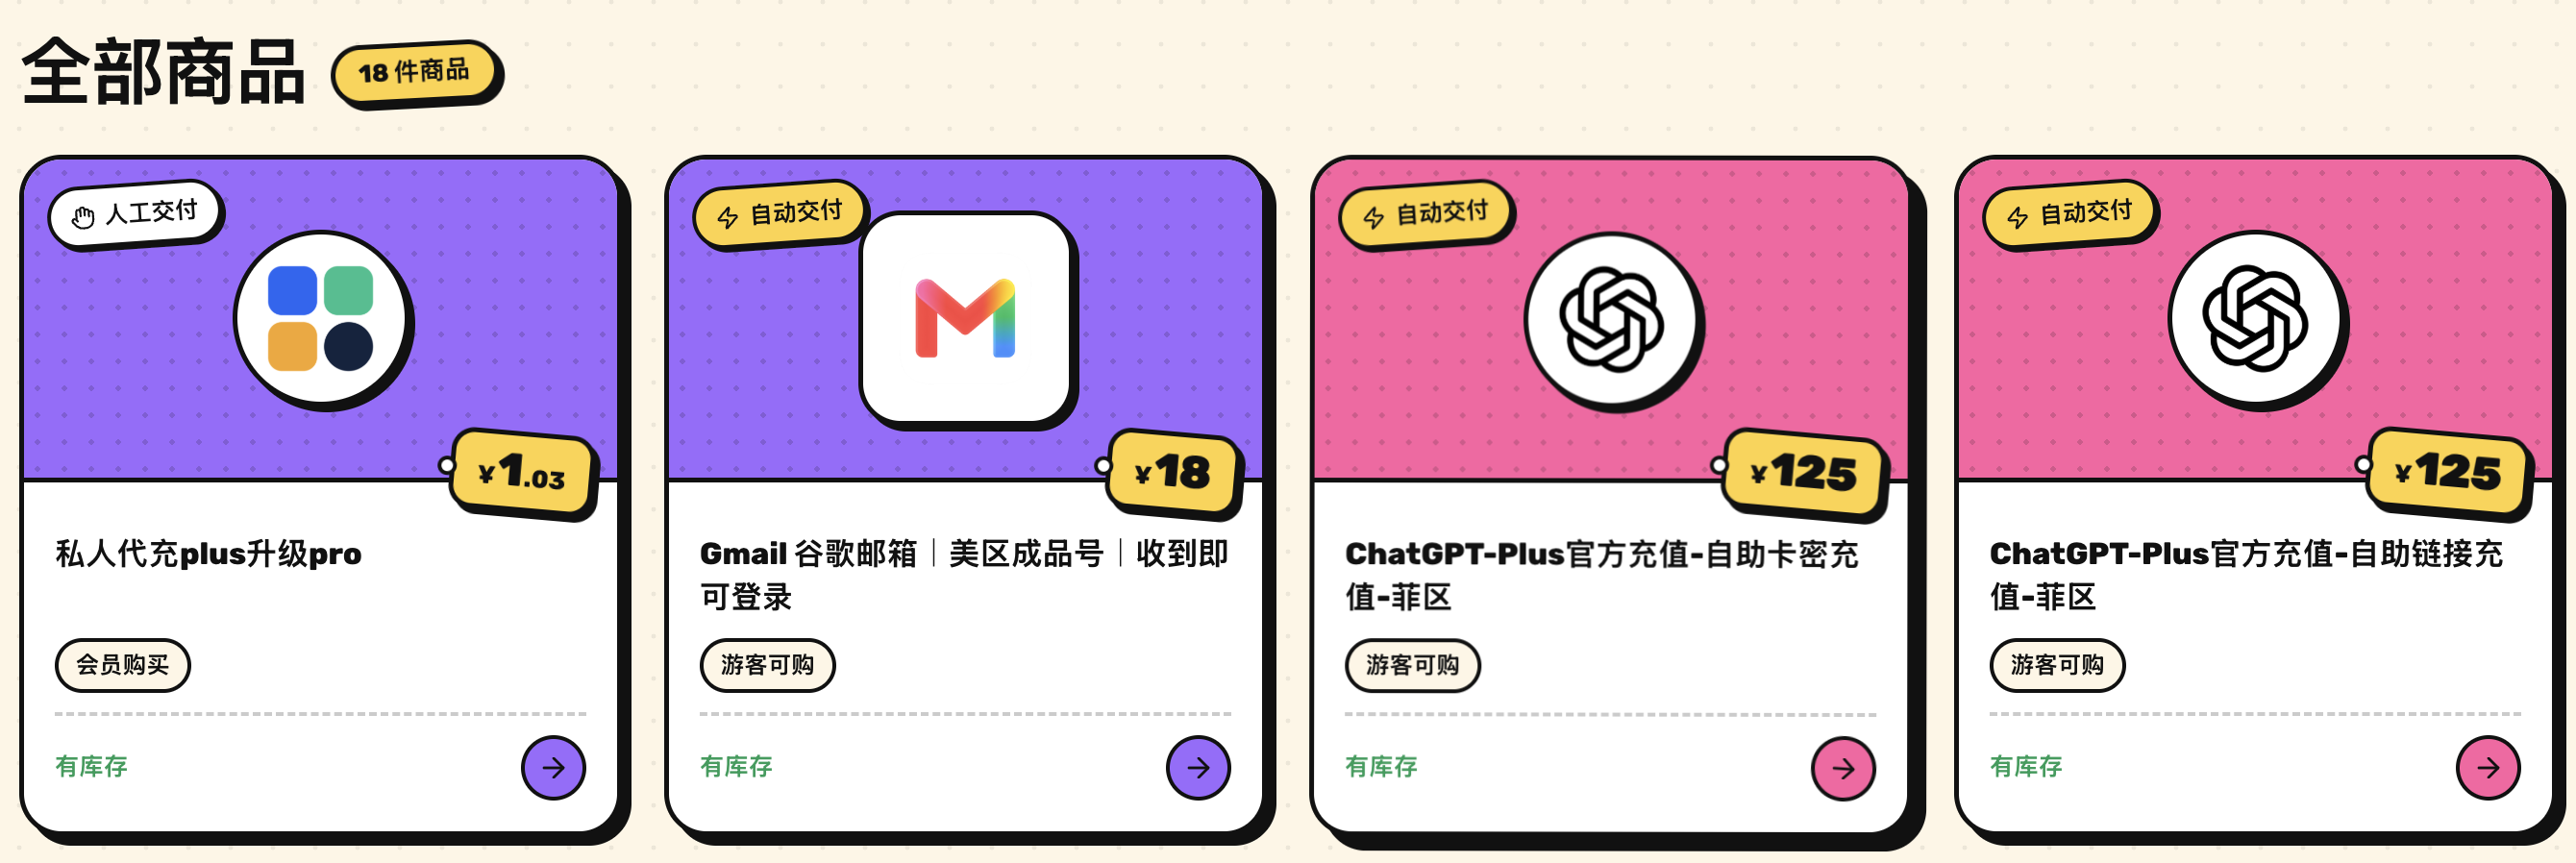 全部商品
18 件商品
人工交付
¥1.03
私人代充plus升级pro
会员购买
有库存
自动交付
¥18
Gmail 谷歌邮箱｜美区成品号｜收到即
可登录
游客可购
有库存
自动交付
¥125
ChatGPT-Plus官方充值-自助卡密充
值-菲区
游客可购
有库存
自动交付
¥125
ChatGPT-Plus官方充值-自助链接充
值-菲区
游客可购
有库存